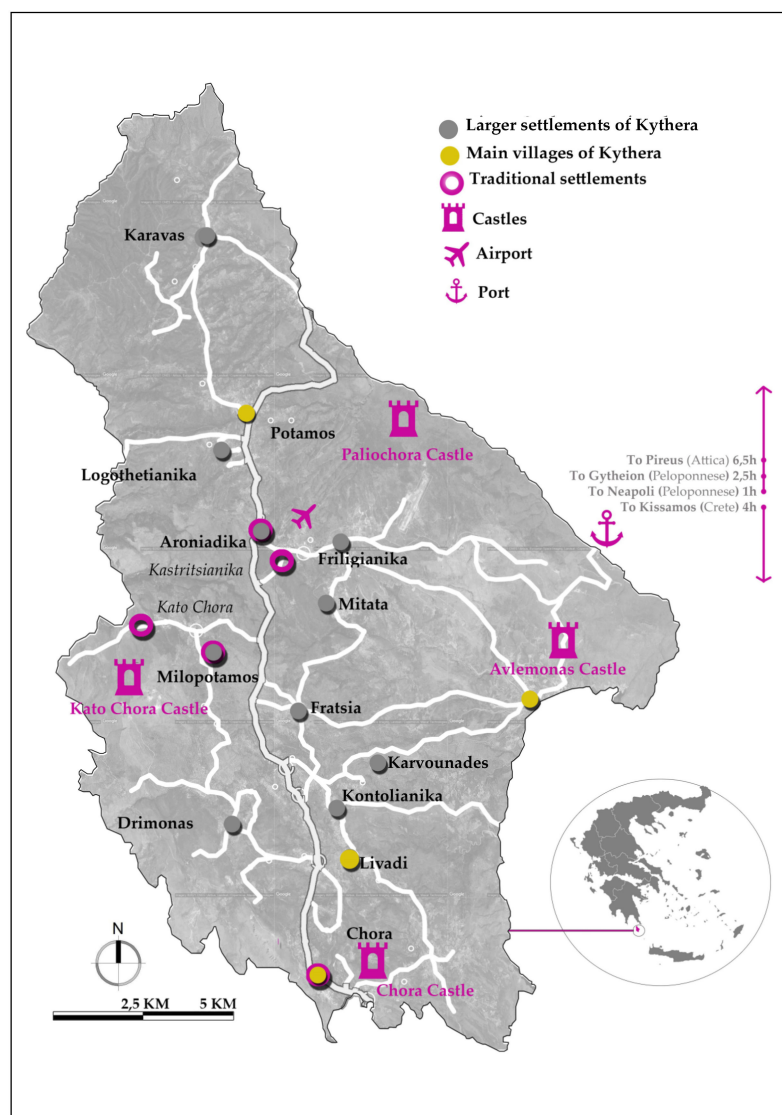 Larger settlements of Kythera
Main villages of Kythera
Traditional settlements
Castles
Airport
Port
Karavas
Potamos
Paliochora Castle
Logothetianika
To Pireus (Attica) 6,5h
To Gytheion (Peloponnese) 2,5h
To Neapoli (Peloponnese) 1h
To Kissamos (Crete) 4h
Aroniadika
Friligianika
Kastritsianika
Kato Chora
Mitata
Milopotamos
Avlemonas Castle
Kato Chora Castle
Fratsia
Karvounades
Kontolianika
Drimonas
Livadi
Chora
Chora Castle
N
2,5 KM 5 KM